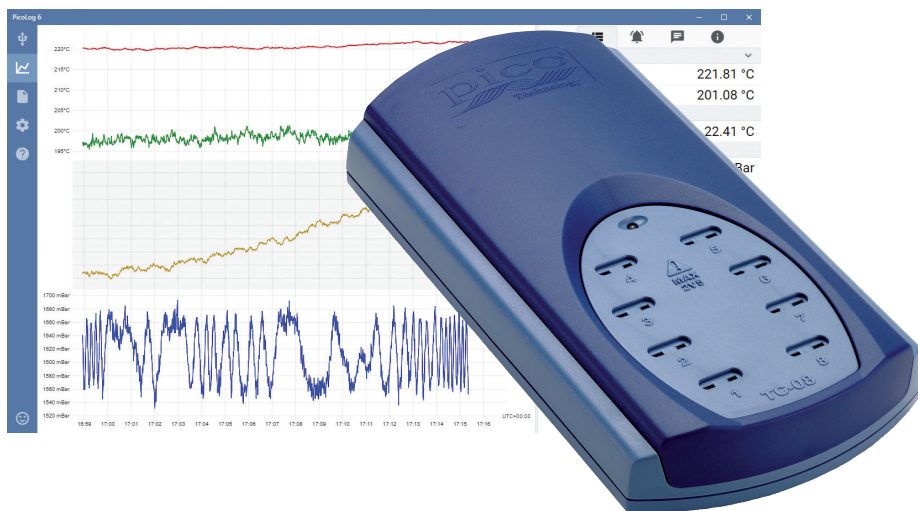 PicoLog 6
220°C
215°C
210°C
205°C
200°C
195°C
1700 mBar
1680 mBar
1660 mBar
1640 mBar
1620 mBar
1600 mBar
1580 mBar
1560 mBar
1540 mBar
1520 mBar
16:59 17:00 17:01 17:02 17:03 17:04 17:05 17:06 17:07 17:08 17:09 17:10 17:11 17:12 17:13 17:14 17:15 17:16
UTC+00:00
221.81 °C
201.08 °C
22.41 °C
Bar
pico
Technology
4 5
MAX
3 6
2 7
1 8
TC-08